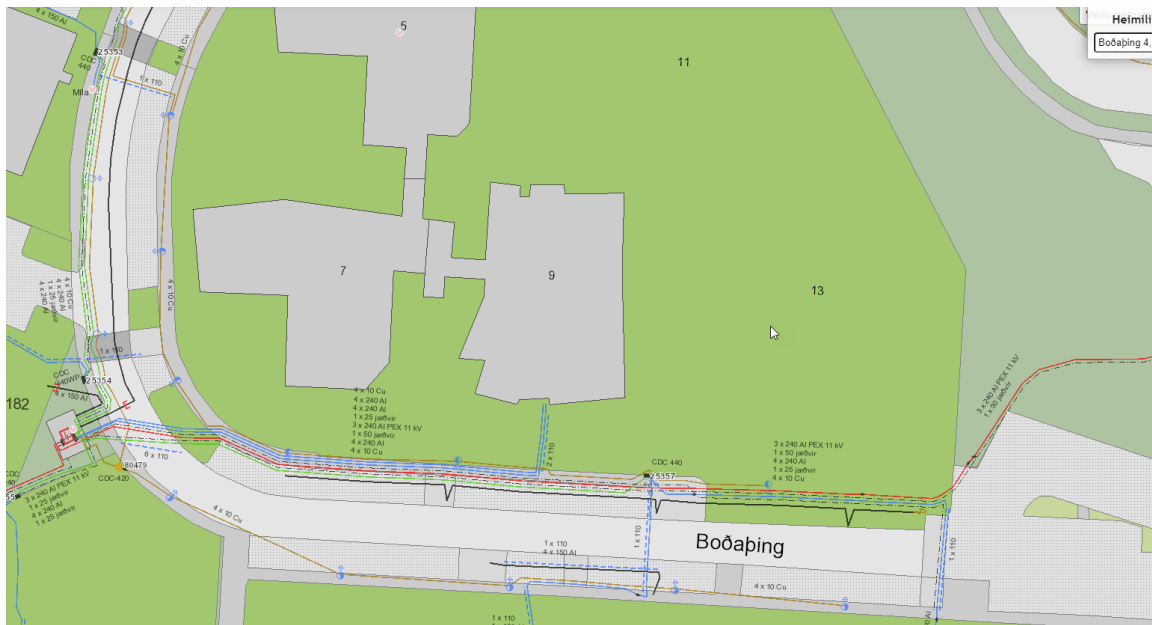 4 x 150 Al
25353
CDC
440
Míla
M
1 x 110
4 x 10 Cu
5
11
Heimili
Boðaþing 4,
4 x 10 Cu
4 x 240 Al
4 x 240 Al
1 x 25 jarðvír
4 x 240 Al
4 x 10 Cu
7
9
13
1 x 110
CDC
25354
4 x 150 Al
182
E
6 x 110
80479
CDC-420
3 x 240 Al PEX 11 kV
1 x 25 jarðvír
4 x 240 Al
1 x 25 jarðvír
4 x 10 Cu
4 x 240 Al
4 x 240 Al
1 x 25 jarðvír
3 x 240 Al PEX 11 kV
1 x 50 jarðvír
4 x 240 Al
4 x 10 Cu
2 x 110
CDC 440
25357
3 x 240 Al PEX 11 kV
1 x 50 jarðvír
4 x 240 Al
1 x 25 jarðvír
4 x 10 Cu
3 x 240 Al PEX 11 kV
1 x 50 jarðvír
4 x 10 Cu
1 x 110
4 x 150 Al
1 x 110
Boðaþing
1 x 110
4 x 10 Cu
1 x 110